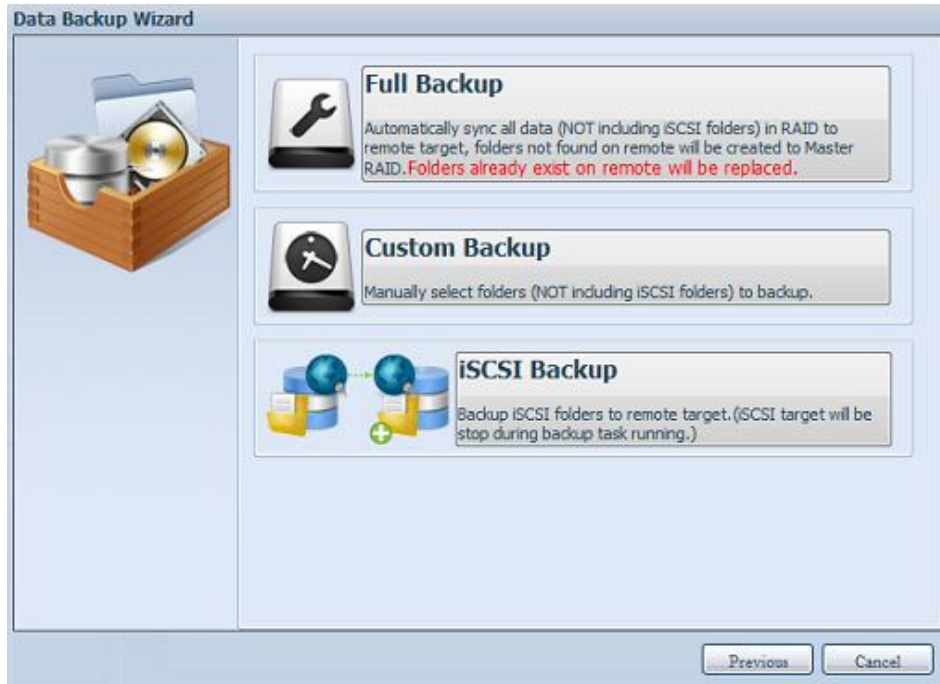 Data Backup Wizard
Full Backup
Automatically sync all data (NOT including iSCSI folders) in RAID to
remote target, folders not found on remote will be created to Master
RAID.Folders already exist on remote will be replaced.
Custom Backup
Manually select folders (NOT including iSCSI folders) to backup.
iSCSI Backup
Backup iSCSI folders to remote target.(iSCSI target will be
stop during backup task running.)
Previous
Cancel